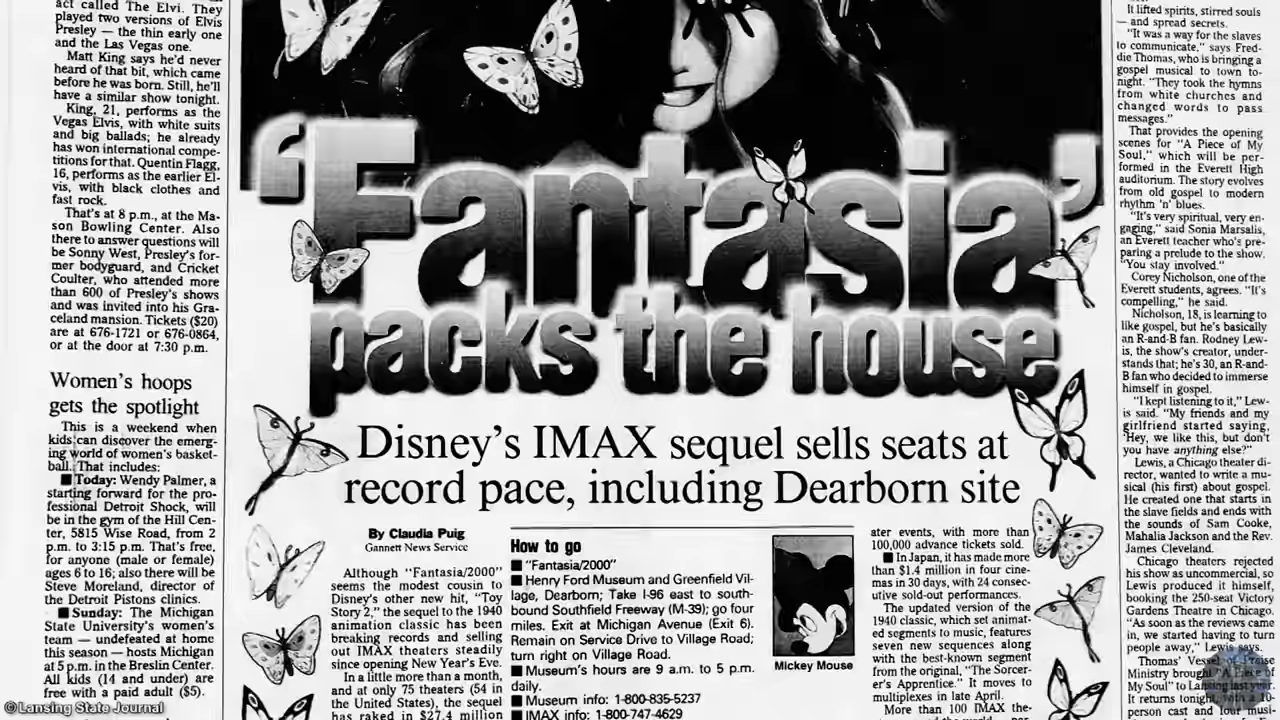 act called The Elvi. They
played two versions of Elvis
Presley — the thin early one
and the Las Vegas one.
Matt King says he'd never
heard of that bit, which came
before he was born. Still, he'll
have a similar show tonight.
King, 21, performs as the
Vegas Elvis, with white suits
and big ballads; he already
has won international compe-
titions for that. Quentin Flagg,
16, performs as the earlier El-
vis, with black clothes and
fast rock.
That's at 8 p.m., at the Ma-
son Bowling Center. Also
there to answer questions will
be Sonny West, Presley's for-
mer bodyguard, and Cricket
Coulter, who attended more
than 600 of Presley's shows
and was invited into his Gra-
celand mansion. Tickets ($20)
are at 676-1721 or 676-0864,
or at the door at 7:30 p.m.
Women's hoops
gets the spotlight
This is a weekend when
kids can discover the emerg-
ing world of women's basket-
ball. That includes:
■ Today: Wendy Palmer, a
starting forward for the pro-
fessional Detroit Shock, will
be in the gym of the Hill Cen-
ter, 5815 Wise Road, from 2
p.m. to 3:15 p.m. That's free,
for anyone (male or female)
ages 6 to 16; also there will be
Steve Moreland, director of
the Detroit Pistons clinics.
■ Sunday: The Michigan
State University's women's
team — undefeated at home
this season — hosts Michigan
at 5 p.m. in the Breslin Center.
All kids (14 and under) are
free with a paid adult ($5).
'Fantasia'
packs the house
Disney's IMAX sequel sells seats at
record pace, including Dearborn site
By Claudia Puig
Gannett News Service
Although "Fantasia/2000"
seems the modest cousin to
Disney's other new hit, "Toy
Story 2," the sequel to the 1940
animation classic has been
breaking records and selling
out IMAX theaters steadily
since opening New Year's Eve.
In a little more than a month,
and at only 75 theaters (54 in
the United States), the sequel
has raked in $27.4 million
How to go
■ "Fantasia/2000"
■ Henry Ford Museum and Greenfield Vil-
lage, Dearborn; Take I-96 east to south-
bound Southfield Freeway (M-39); go four
miles. Exit at Michigan Avenue (Exit 6).
Remain on Service Drive to Village Road;
turn right on Village Road.
■ Museum's hours are 9 a.m. to 5 p.m.
daily.
■ Museum info: 1-800-835-5237
■ IMAX info: 1-800-747-4629
Mickey Mouse
ater events, with more than
100,000 advance tickets sold.
■ In Japan, it has made more
than $1.4 million in four cine-
mas in 30 days, with 24 consec-
utive sold-out performances.
The updated version of the
1940 classic, which set animat-
ed segments to music, features
seven new sequences along
with the best-known segment
from the original, "The Sorcer-
er's Apprentice." It moves to
multiplexes in late April.
More than 100 IMAX the-
It lifted spirits, stirred souls
— and spread secrets.
"It was a way for the slaves
to communicate," says Fred-
die Thomas, who is bringing a
gospel musical to town to-
night. "They took the hymns
from white churches and
changed words to pass
messages."
That provides the opening
scenes for "A Piece of My
Soul," which will be per-
formed in the Everett High
auditorium. The story evolves
from old gospel to modern
rhythm 'n' blues.
"It's very spiritual, very en-
gaging," said Sonia Marsalis,
an Everett teacher who's pre-
paring a prelude to the show.
"You stay involved."
Corey Nicholson, one of the
Everett students, agrees. "It's
compelling," he said.
Nicholson, 18, is learning to
like gospel, but he's basically
an R-and-B fan. Rodney Lew-
is, the show's creator, under-
stands that; he's 30, an R-and-
B fan who decided to immerse
himself in gospel.
"I kept listening to it," Lew-
is said. "My friends and my
girlfriend started saying,
'Hey, we like this, but don't
you have anything else?"
Lewis, a Chicago theater di-
rector, wanted to write a mu-
sical (his first) about gospel.
He created one that starts in
the slave fields and ends with
the sounds of Sam Cooke,
Mahalia Jackson and the Rev.
James Cleveland.
Chicago theaters rejected
his show as uncommercial, so
Lewis produced it himself,
booking the 250-seat Victory
Gardens Theatre in Chicago.
"As soon as the reviews came
in, we started having to turn
people away," Lewis says.
Thomas' Vessel of Praise
Ministry brought "A Piece of
My Soul" to Lansing last year.
It returns tonight, with a 10-
person cast and four musi-
©Lansing State Journal